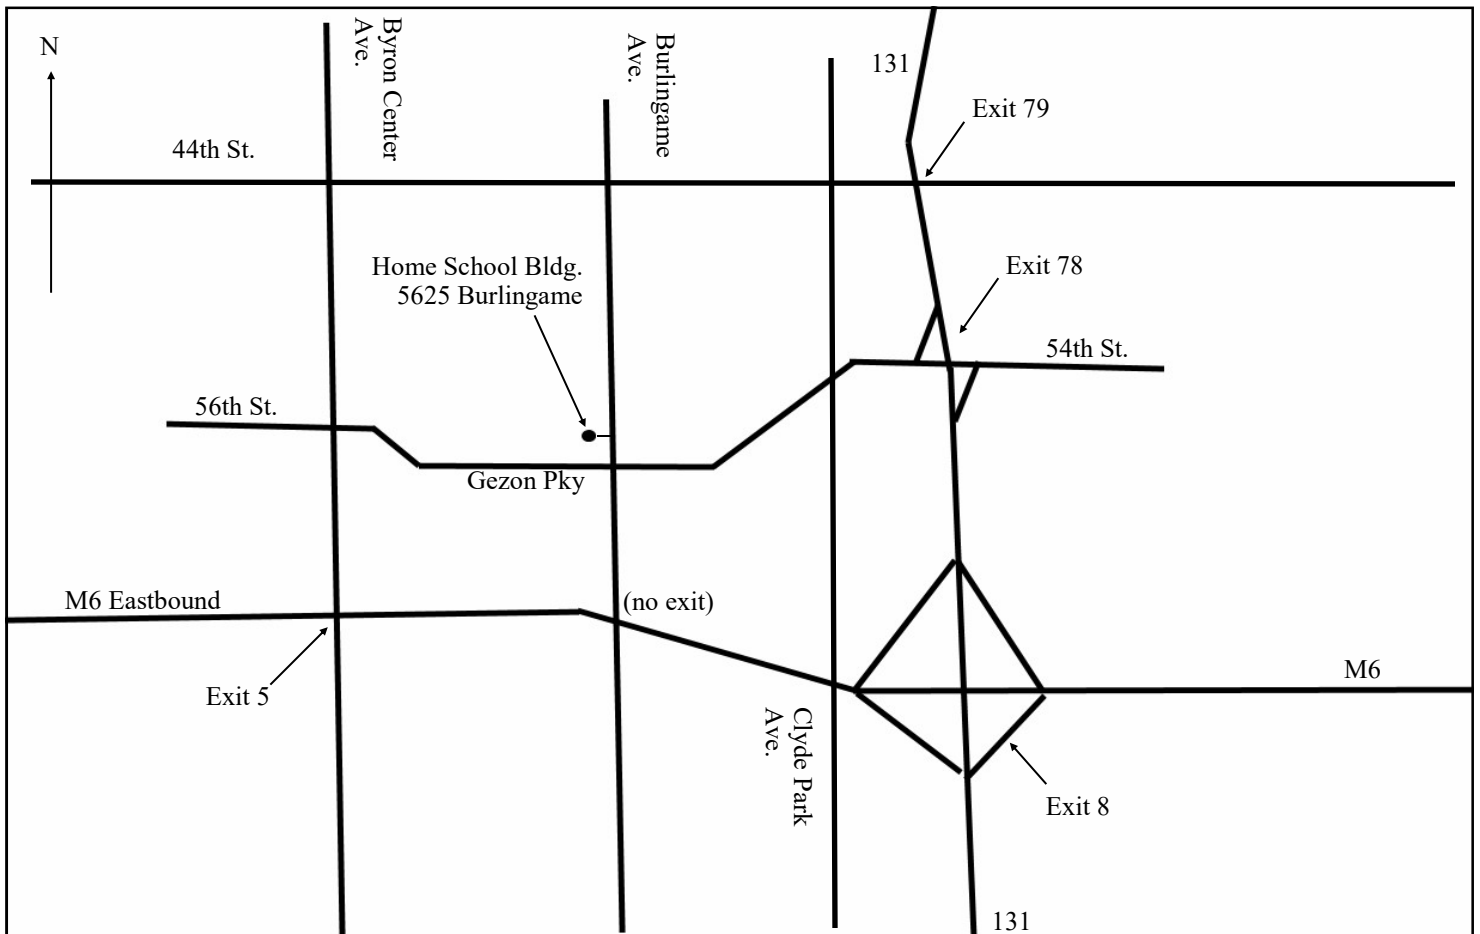 N
Byron Center
Ave.
Burlingame
Ave.
131
Exit 79
44th St.
Home School Bldg.
5625 Burlingame
Exit 78
54th St.
56th St.
Gezon Pky
M6 Eastbound
(no exit)
M6
Exit 5
Clyde Park
Ave.
Exit 8
131